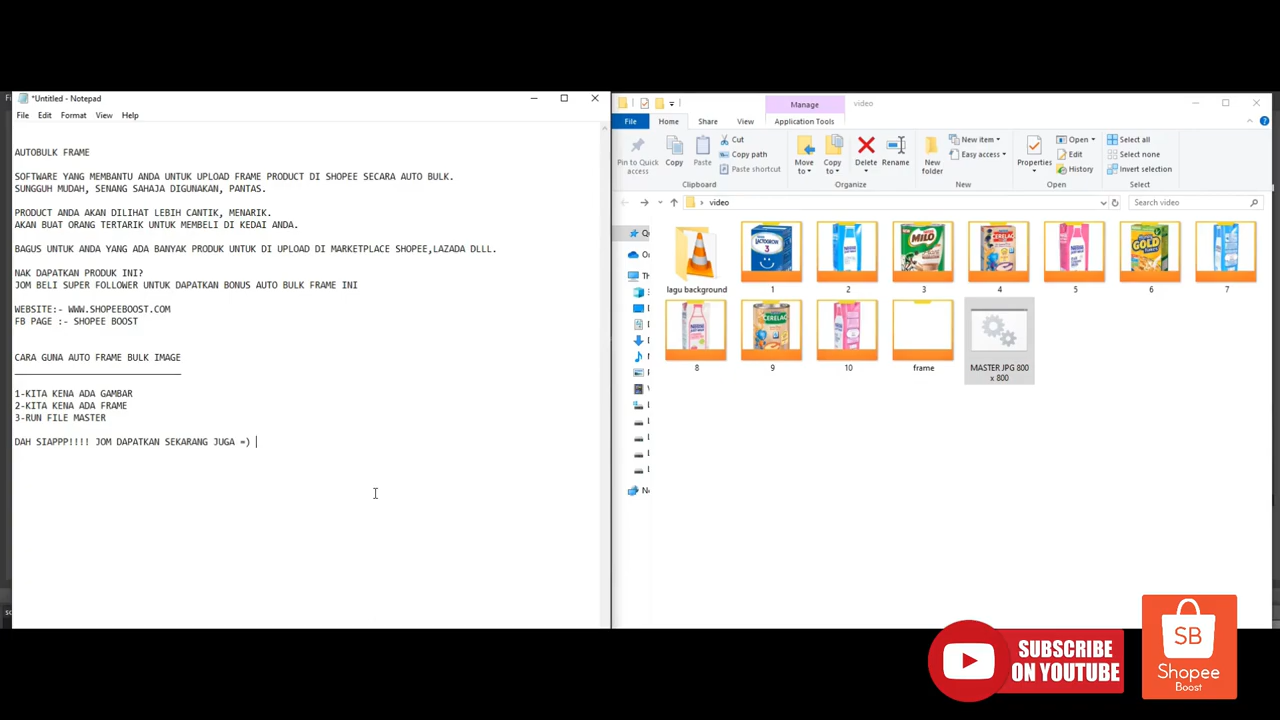 *Untitled - Notepad
File Edit Format View Help
AUTOBULK FRAME
SOFTWARE YANG MEMBANTU ANDA UNTUK UPLOAD FRAME PRODUCT DI SHOPEE SECARA AUTO BULK.
SUNGGUH MUDAH, SENANG SAHAJA DIGUNAKAN, PANTAS.
PRODUCT ANDA AKAN DILIHAT LEBIH CANTIK, MENARIK.
AKAN BUAT ORANG TERTARIK UNTUK MEMBELI DI KEDAI ANDA.
BAGUS UNTUK ANDA YANG ADA BANYAK PRODUK UNTUK DI UPLOAD DI MARKETPLACE SHOPEE,LAZADA DLLL.
NAK DAPATKAN PRODUK INI?
JOM BELI SUPER FOLLOWER UNTUK DAPATKAN BONUS AUTO BULK FRAME INI
WEBSITE:- WWW.SHOPEEBOOST.COM
FB PAGE :- SHOPEE BOOST
CARA GUNA AUTO FRAME BULK IMAGE
1-KITA KENA ADA GAMBAR
2-KITA KENA ADA FRAME
3-RUN FILE MASTER
DAH SIAPPP!!!! JOM DAPATKAN SEKARANG JUGA =)
Manage
video
File Home Share View Application Tools
Pin to Quick access
Copy
Paste
Cut
Copy path
Paste shortcut
Clipboard
Move to
Copy to
Delete
Rename
Organize
New folder
New item
Easy access
New
Properties
Open
Edit
History
Open
Select all
Select none
Invert selection
Select
video
Search video
lagu background
1
2
3
4
5
6
7
LACTOGROW
3
MILO
CERELAC
GOLD
8
9
10
frame
MASTER JPG 800
x 800
CERELAC
SUBSCRIBE
ON YOUTUBE
SB
Shopee
Boost